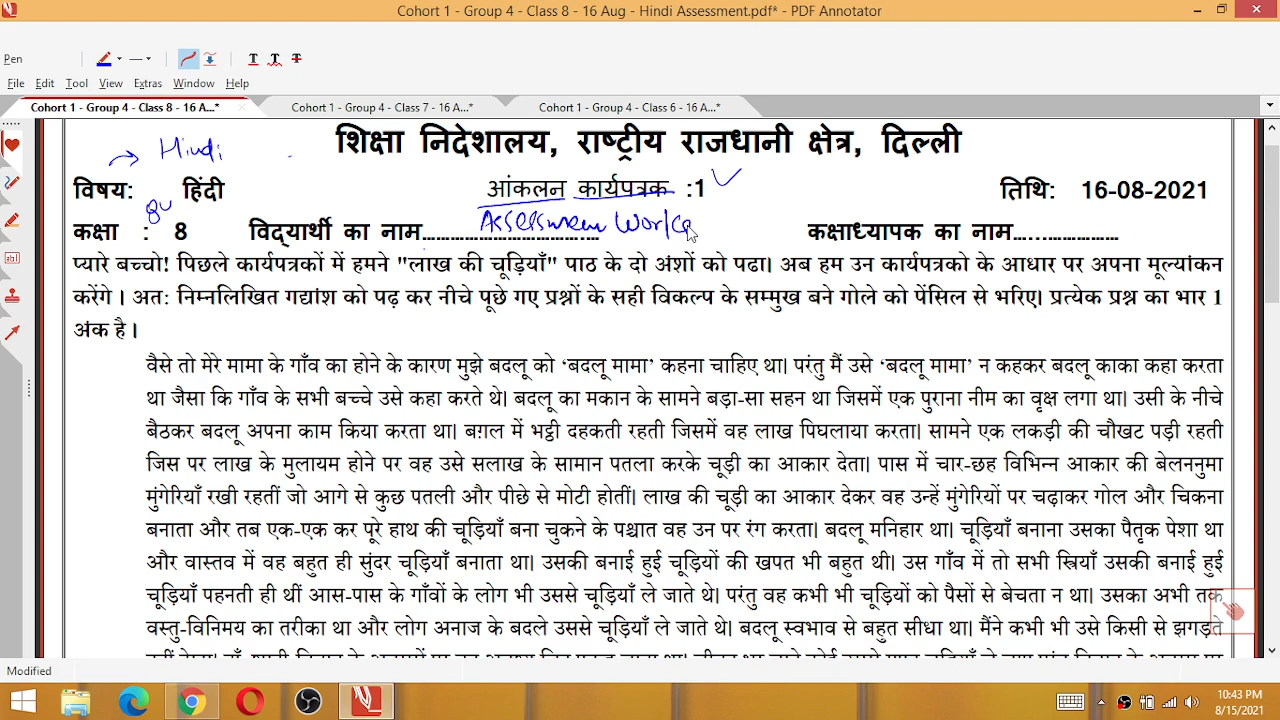 Cohort 1 - Group 4 - Class 8 - 16 Aug - Hindi Assessment.pdf* - PDF Annotator
Pen
T T T
File Edit Tool View Extras Window Help
Cohort 1 - Group 4 - Class 8 - 16 A...* Cohort 1 - Group 4 - Class 7 - 16 A...* Cohort 1 - Group 4 - Class 6 - 16 A...*
शिक्षा निदेशालय, राष्ट्रीय राजधानी क्षेत्र, दिल्ली
→ Hindi
विषय: हिंदी आंकलन कार्यपत्रक :1 तिथि: 16-08-2021
Assessment
कक्षा : 8 विद्यार्थी का नाम............................... कक्षाध्यापक का नाम.....................
प्यारे बच्चो! पिछले कार्यपत्रकों में हमने "लाख की चूड़ियाँ" पाठ के दो अंशों को पढा। अब हम उन कार्यपत्रको के आधार पर अपना मूल्यांकन
करेंगे । अत: निम्नलिखित गद्यांश को पढ़ कर नीचे पूछे गए प्रश्नों के सही विकल्प के सम्मुख बने गोले को पेंसिल से भरिए। प्रत्येक प्रश्न का भार 1
अंक है ।
वैसे तो मेरे मामा के गाँव का होने के कारण मुझे बदलू को ‘बदलू मामा’ कहना चाहिए था। परंतु मैं उसे ‘बदलू मामा’ न कहकर बदलू काका कहा करता
था जैसा कि गाँव के सभी बच्चे उसे कहा करते थे। बदलू का मकान के सामने बड़ा-सा सहन था जिसमें एक पुराना नीम का वृक्ष लगा था। उसी के नीचे
बैठकर बदलू अपना काम किया करता था। बग़ल में भट्ठी दहकती रहती जिसमें वह लाख पिघलाया करता। सामने एक लकड़ी की चौखट पड़ी रहती
जिस पर लाख के मुलायम होने पर वह उसे सलाख के सामान पतला करके चूड़ी का आकार देता। पास में चार-छह विभिन्न आकार की बेलननुमा
मुंगेरियाँ रखी रहतीं जो आगे से कुछ पतली और पीछे से मोटी होतीं। लाख की चूड़ी का आकार देकर वह उन्हें मुंगेरियों पर चढ़ाकर गोल और चिकना
बनाता और तब एक-एक कर पूरे हाथ की चूड़ियाँ बना चुकने के पश्चात वह उन पर रंग करता। बदलू मनिहार था। चूड़ियाँ बनाना उसका पैतृक पेशा था
और वास्तव में वह बहुत ही सुंदर चूड़ियाँ बनाता था। उसकी बनाई हुई चूड़ियों की खपत भी बहुत थी। उस गाँव में तो सभी स्त्रियाँ उसकी बनाई हुई
चूड़ियाँ पहनती ही थीं आस-पास के गाँवों के लोग भी उससे चूड़ियाँ ले जाते थे। परंतु वह कभी भी चूड़ियों को पैसों से बेचता न था। उसका अभी तक
वस्तु-विनिमय का तरीका था और लोग अनाज के बदले उससे चूड़ियाँ ले जाते थे। बदलू स्वभाव से बहुत सीधा था। मैंने कभी भी उसे किसी से झगड़ते
Modified
10:43 PM
8/15/2021